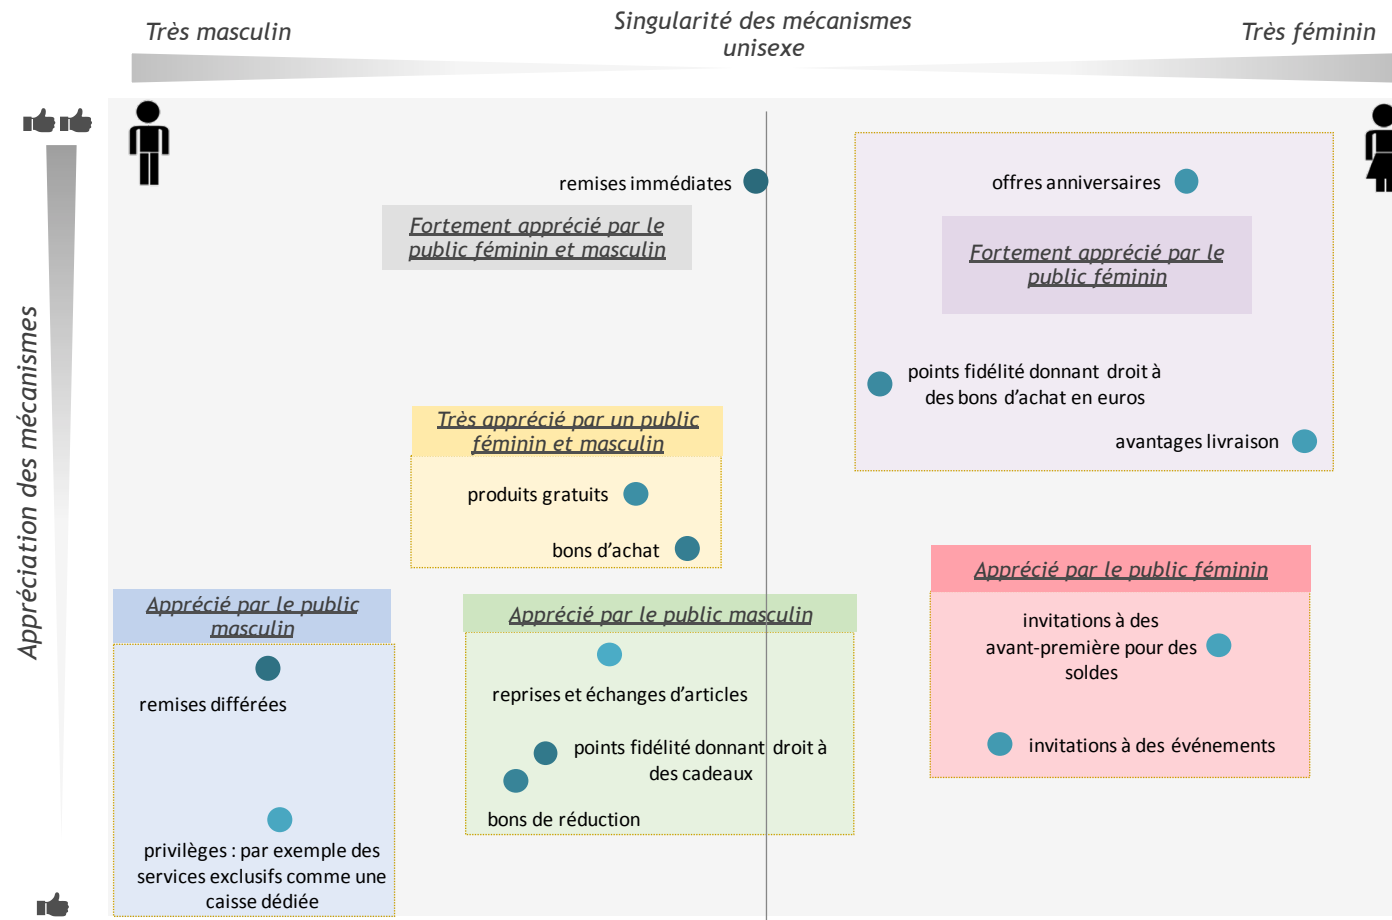 Très masculin
Singularité des mécanismes
unisexe
Très féminin
Appréciation des mécanismes
remises immédiates
Fortement apprécié par le
public féminin et masculin
offres anniversaires
Fortement apprécié par le
public féminin
points fidélité donnant droit à
des bons d’achat en euros
avantages livraison
Très apprécié par un public
féminin et masculin
produits gratuits
bons d’achat
Apprécié par le public
masculin
remises différées
privilèges : par exemple des
services exclusifs comme une
caisse dédiée
Apprécié par le public masculin
reprises et échanges d’articles
points fidélité donnant droit à
des cadeaux
bons de réduction
Apprécié par le public féminin
invitations à des
avant-première pour des
soldes
invitations à des événements